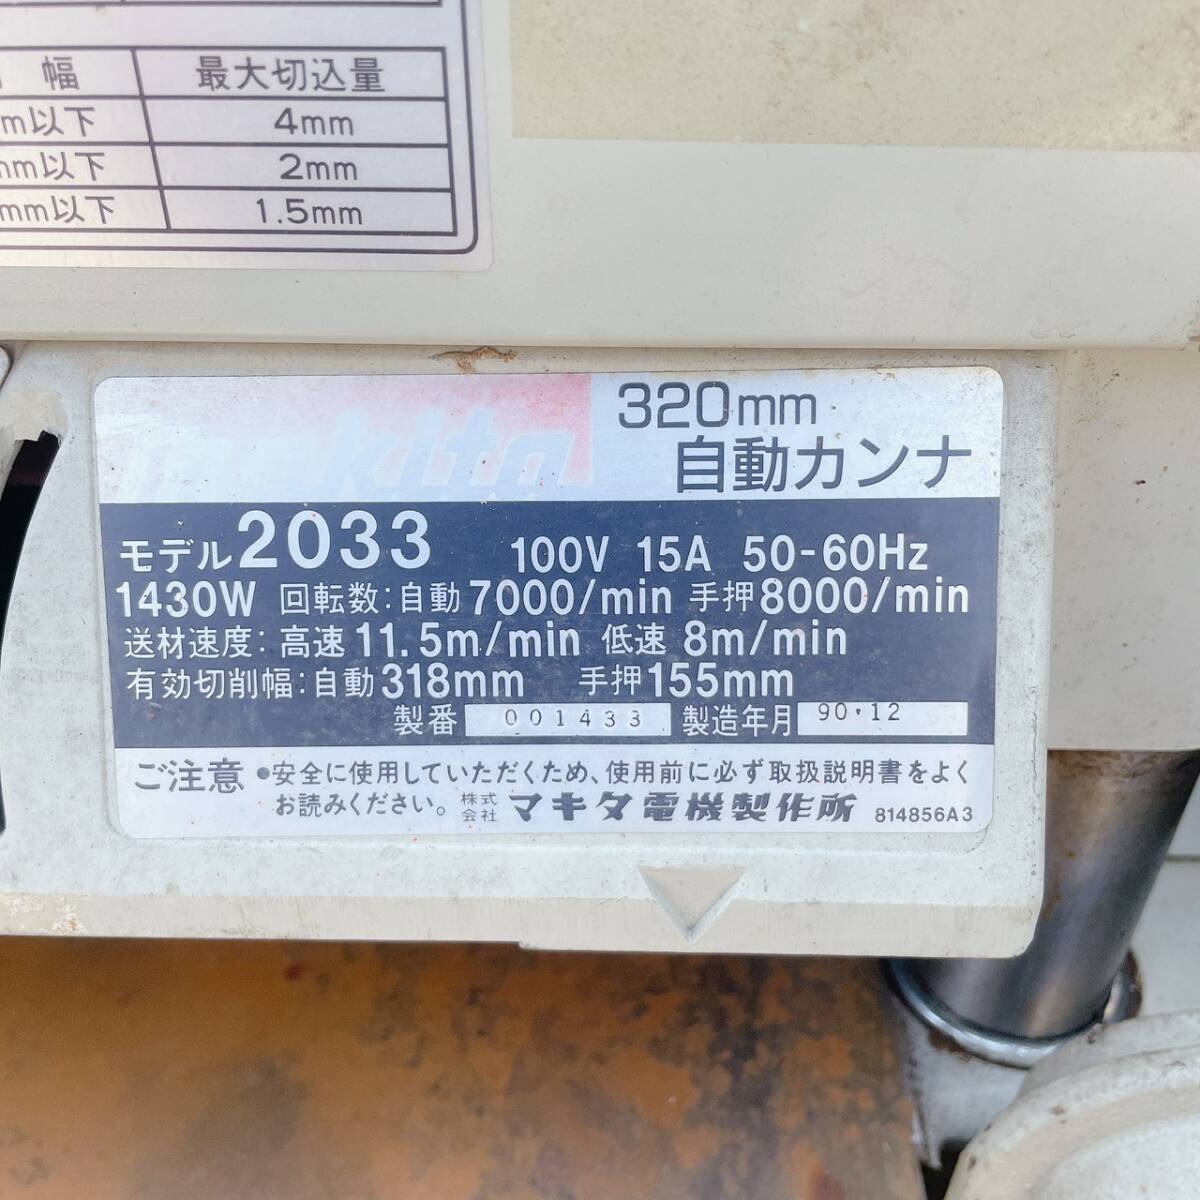 幅 最大切込量
m以下 4mm
mm以下 2mm
mm以下 1.5mm
makita
320mm
自動カンナ
モデル2033 100V 15A 50-60Hz
1430W 回転数:自動7000/min 手押8000/min
送材速度:高速11.5m/min 低速8m/min
有効切削幅:自動318mm 手押155mm
製番 001433 製造年月 90·12
ご注意 ●安全に使用していただくため、使用前に必ず取扱説明書をよく
お読みください。 株式会社 マキタ電機製作所 814856A3